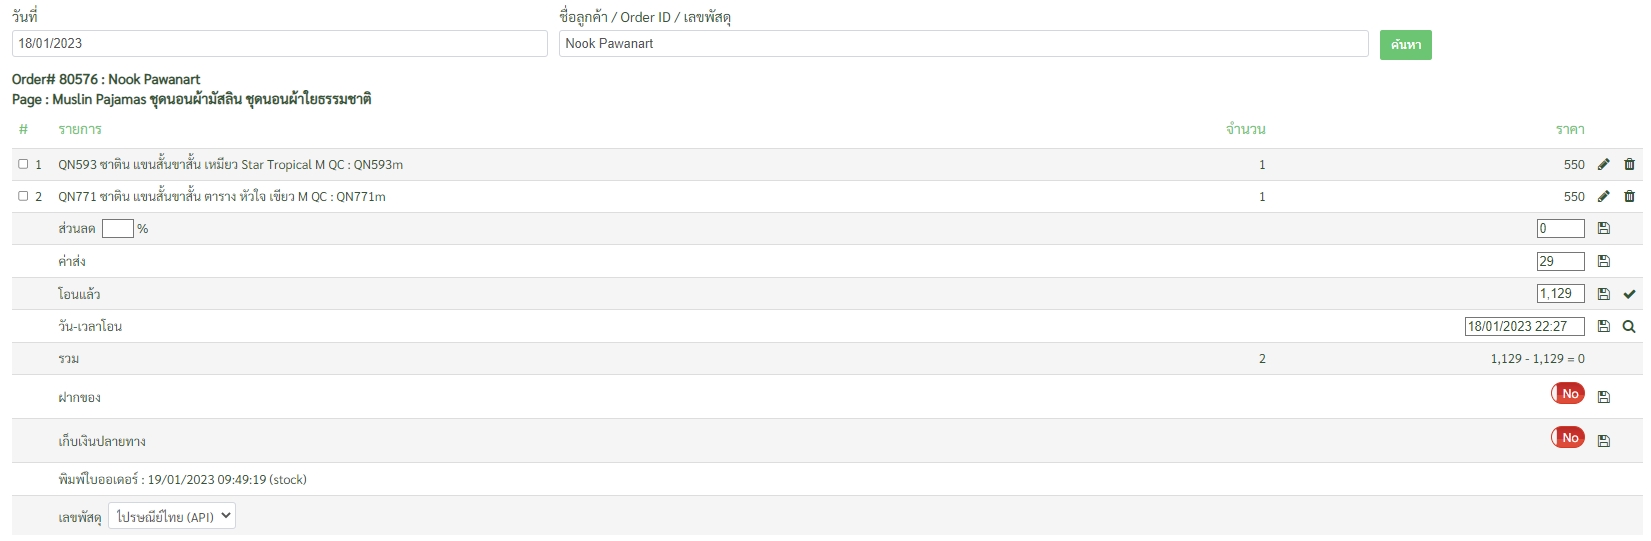 วันที่ ชื่อลูกค้า / Order ID / เลขพัสดุ
18/01/2023 Nook Pawanart ค้นหา
Order# 80576 : Nook Pawanart
Page : Muslin Pajamas ชุดนอนผ้ามัสลิน ชุดนอนผ้าใยธรรมชาติ
# รายการ จำนวน ราคา
1 QN593 ซาติน แขนสั้นขาสั้น เหมียว Star Tropical M QC : QN593m 1 550
2 QN771 ซาติน แขนสั้นขาสั้น ตาราง หัวใจ เขียว M QC : QN771m 1 550
ส่วนลด % 0
ค่าส่ง 29
โอนแล้ว 1,129
วัน-เวลาโอน 18/01/2023 22:27
รวม 2 1,129 - 1,129 = 0
ฝากของ No
เก็บเงินปลายทาง No
พิมพ์ใบออเดอร์ : 19/01/2023 09:49:19 (stock)
เลขพัสดุ ไปรษณีย์ไทย (API)